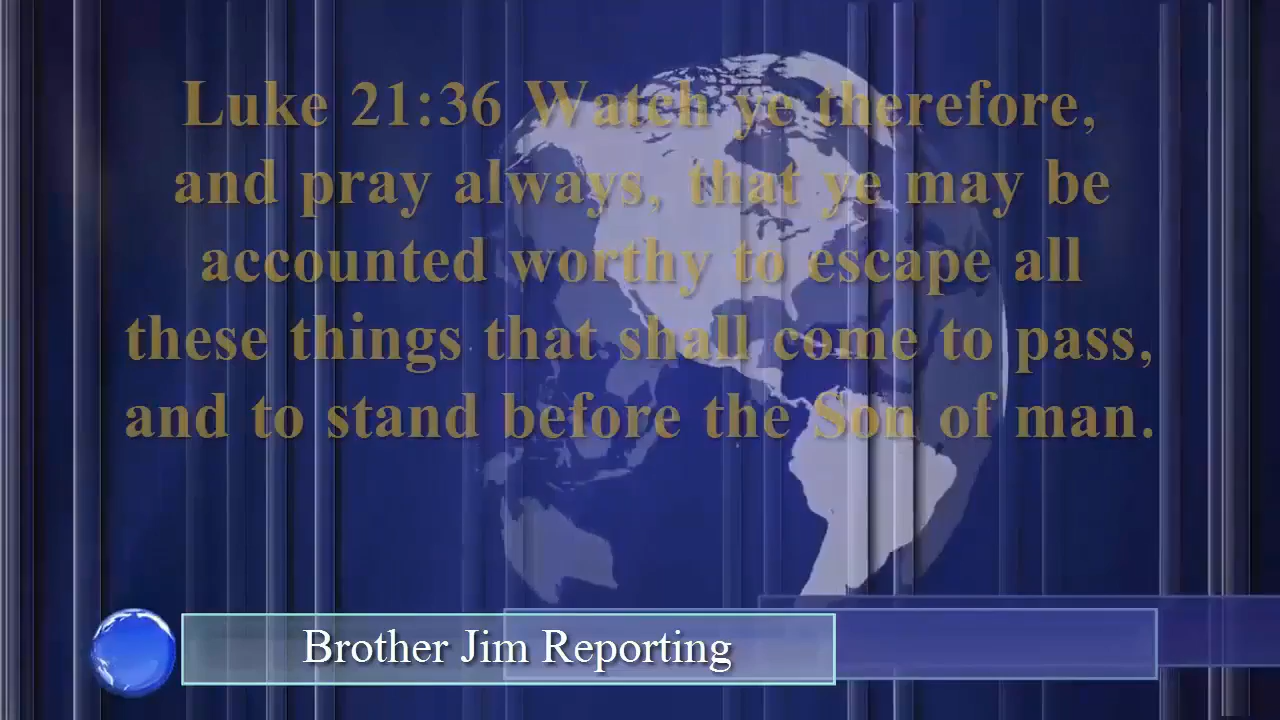 Luke 21:36 Watch ye therefore,
and pray always, that ye may be
accounted worthy to escape all
these things that shall come to pass,
and to stand before the Son of man.
Brother Jim Reporting